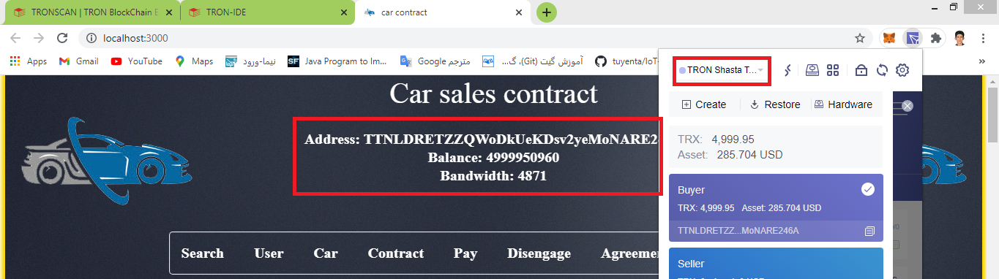 TRONSCAN | TRON BlockChain E
TRON-IDE
car contract
localhost:3000
Apps
Gmail
YouTube
Maps
نیما-ورود
Java Program to Im...
مترجم Google
آموزش گیت (Git)، گ...
tuyenta/IoT-
Car sales contract
Address: TTNLDRETZZQWoDkUeKDsv2yeMoNARE2
Balance: 4999950960
Bandwidth: 4871
Search User Car Contract Pay Disengage Agreemen
TRON Shasta T...
Create Restore Hardware
TRX: 4,999.95
Asset: 285.704 USD
Buyer
TRX: 4,999.95 Asset: 285.704 USD
TTNLDRETZZ...MoNARE246A
Seller